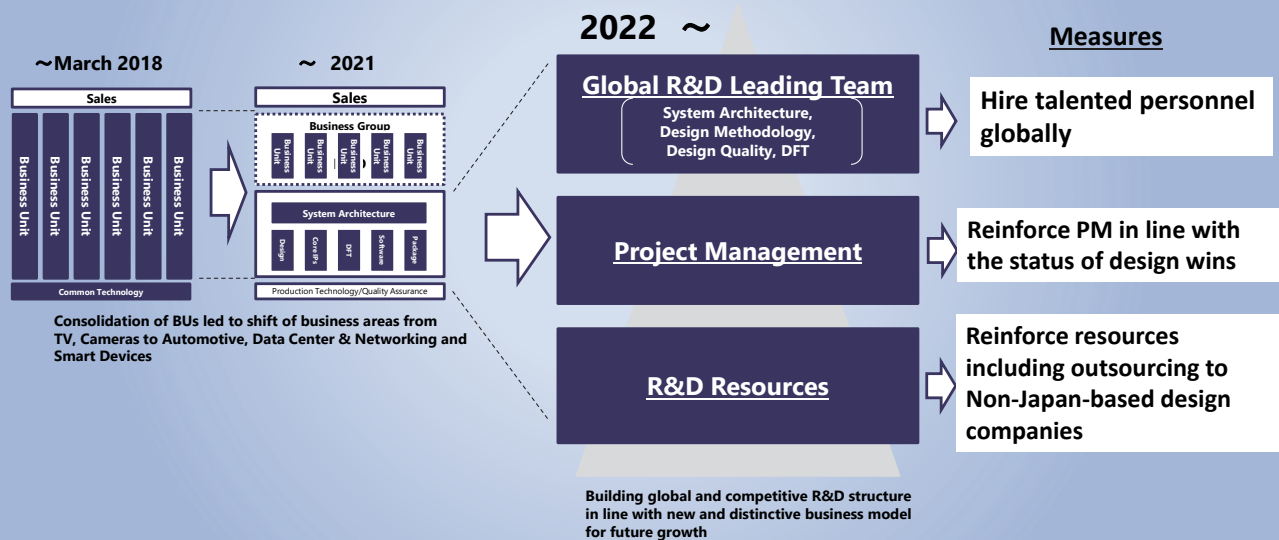 2022 ～
Measures
～March 2018
～ 2021
Sales
Business Unit
Business Unit
Business Unit
Business Unit
Business Unit
Business Unit
Common Technology
Sales
Business Group
Business Unit
Business Unit
Business Unit
Business Unit
Business Unit
System Architecture
Design
Core IPs
DFT
Software
Package
Production Technology/Quality Assurance
Consolidation of BUs led to shift of business areas from
TV, Cameras to Automotive, Data Center & Networking and
Smart Devices
Global R&D Leading Team
System Architecture,
Design Methodology,
Design Quality, DFT
Hire talented personnel
globally
Project Management
Reinforce PM in line with
the status of design wins
R&D Resources
Reinforce resources
including outsourcing to
Non-Japan-based design
companies
Building global and competitive R&D structure
in line with new and distinctive business model
for future growth